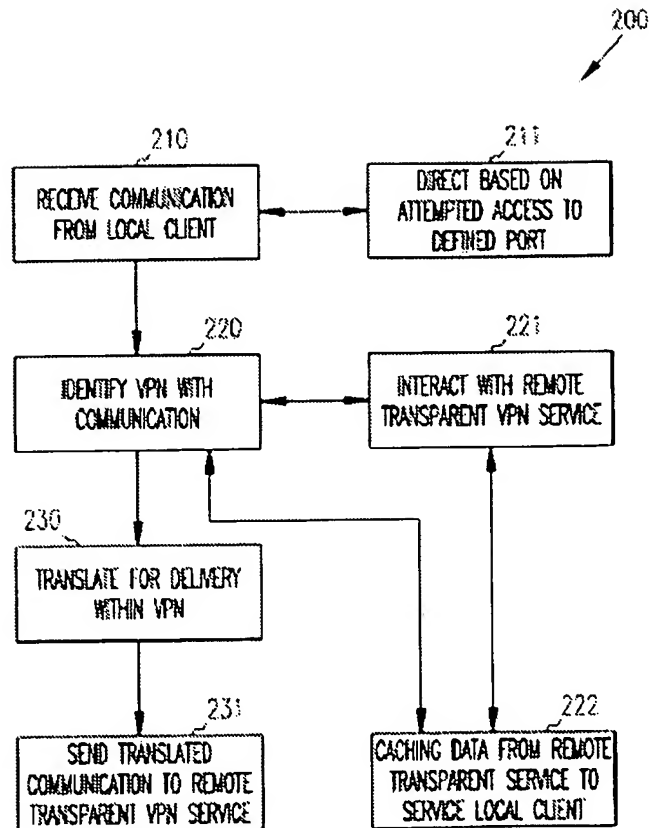 200
210
RECEIVE COMMUNICATION
FROM LOCAL CLIENT
211
DIRECT BASED ON
ATTEMPTED ACCESS TO
DEFINED PORT
220
IDENTIFY VPN WITH
COMMUNICATION
221
INTERACT WITH REMOTE
TRANSPARENT VPN SERVICE
230
TRANSLATE FOR DELIVERY
WITHIN VPN
231
SEND TRANSLATED
COMMUNICATION TO REMOTE
TRANSPARENT VPN SERVICE
222
CACHING DATA FROM REMOTE
TRANSPARENT SERVICE TO
SERVICE LOCAL CLIENT